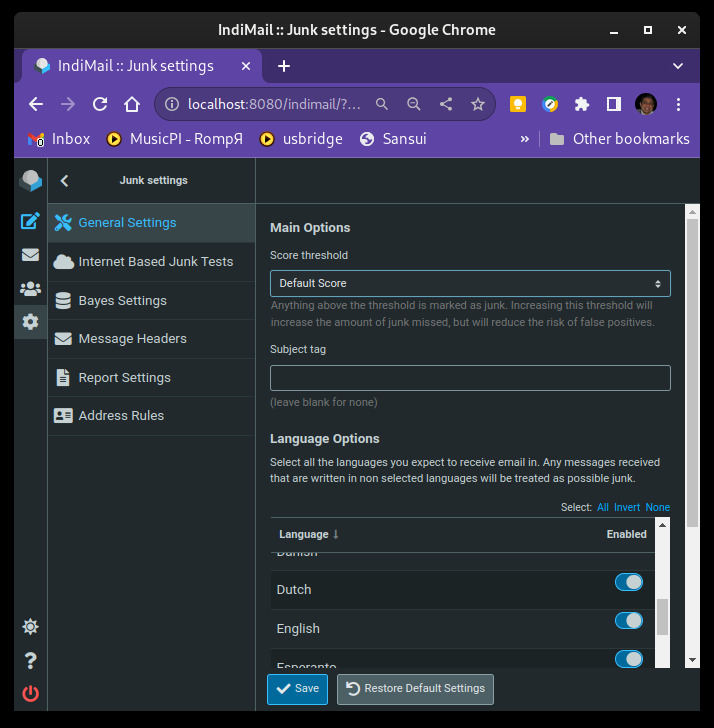 IndiMail :: Junk settings - Google Chrome
IndiMail :: Junk settings
localhost:8080/indimail/?...
Inbox
MusicPI - RompЯ
usbridge
Sansui
»
Other bookmarks
Junk settings
General Settings
Internet Based Junk Tests
Bayes Settings
Message Headers
Report Settings
Address Rules
Main Options
Score threshold
Default Score
Anything above the threshold is marked as junk. Increasing this threshold will
increase the amount of junk missed, but will reduce the risk of false positives.
Subject tag
(leave blank for none)
Language Options
Select all the languages you expect to receive email in. Any messages received
that are written in non selected languages will be treated as possible junk.
Select: All Invert None
Language ↓ Enabled
Danish
Dutch
English
Esperanto
Save
Restore Default Settings